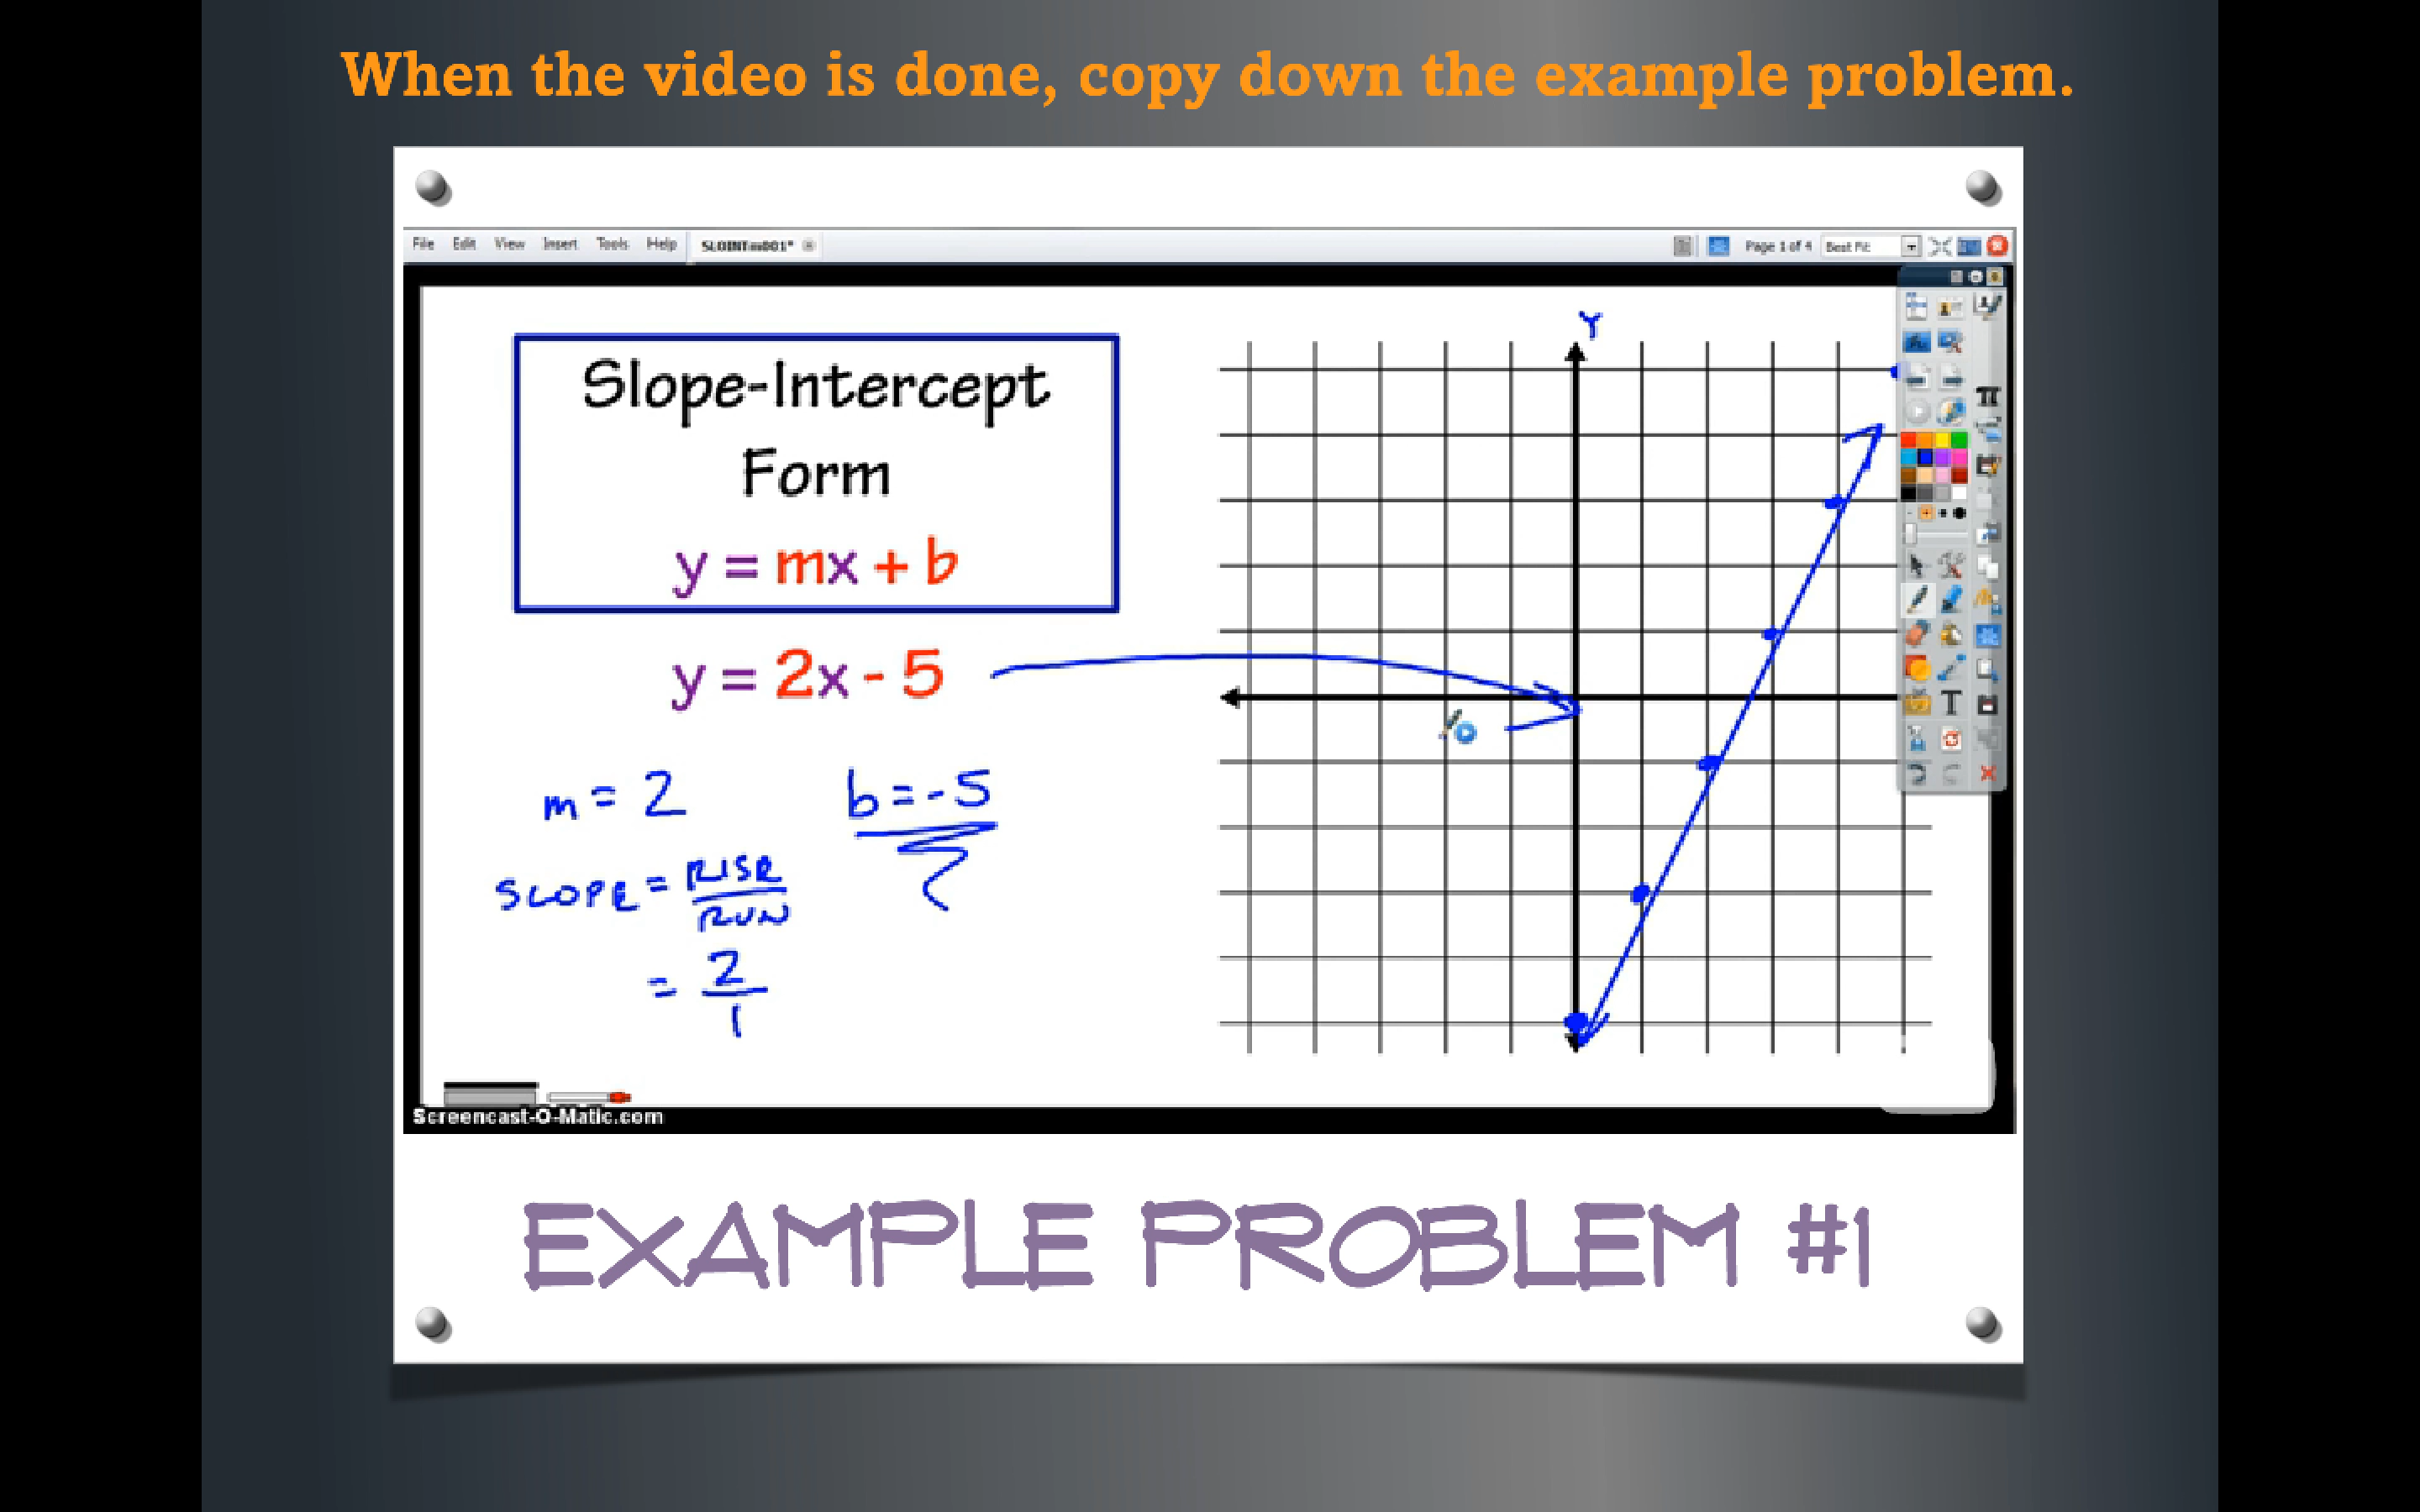 When the video is done, copy down the example problem.
File Edit View Insert Tools Help
Page 1 of 4 Best Fit
Y
Slope-Intercept
Form
y = mx + b
y = 2x - 5
m = 2 b = -5
SLOPE = RISE
RUN
= 2
1
Screencast-O-Matic.com
EXAMPLE PROBLEM #1